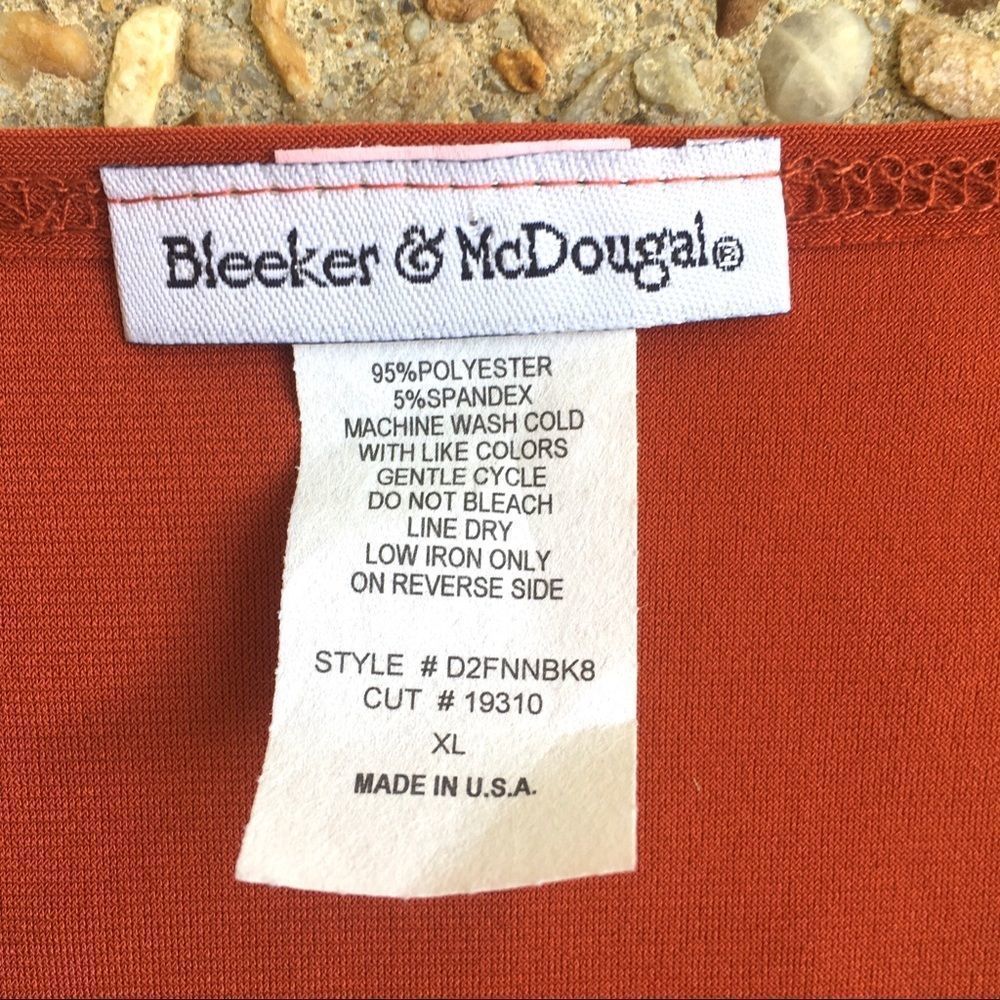 Bleeker & McDougal®
95%POLYESTER
5%SPANDEX
MACHINE WASH COLD
WITH LIKE COLORS
GENTLE CYCLE
DO NOT BLEACH
LINE DRY
LOW IRON ONLY
ON REVERSE SIDE
STYLE # D2FNNBK8
CUT # 19310
XL
MADE IN U.S.A.